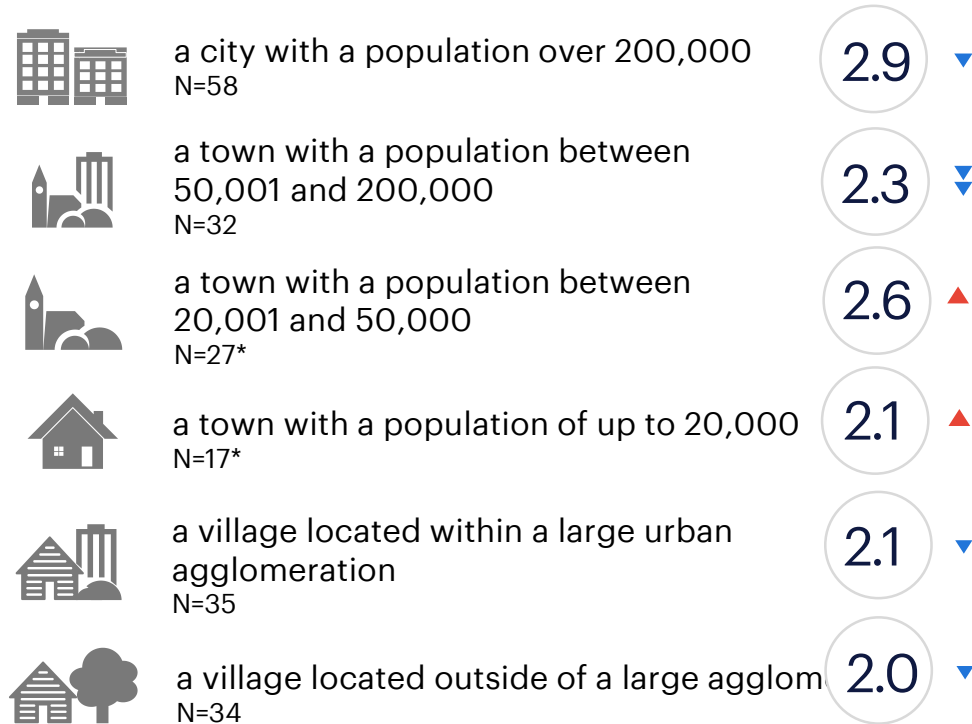 a city with a population over 200,000
N=58
2.9
a town with a population between
50,001 and 200,000
N=32
2.3
a town with a population between
20,001 and 50,000
N=27*
2.6
a town with a population of up to 20,000
N=17*
2.1
a village located within a large urban
agglomeration
N=35
2.1
a village located outside of a large agglom
N=34
2.0